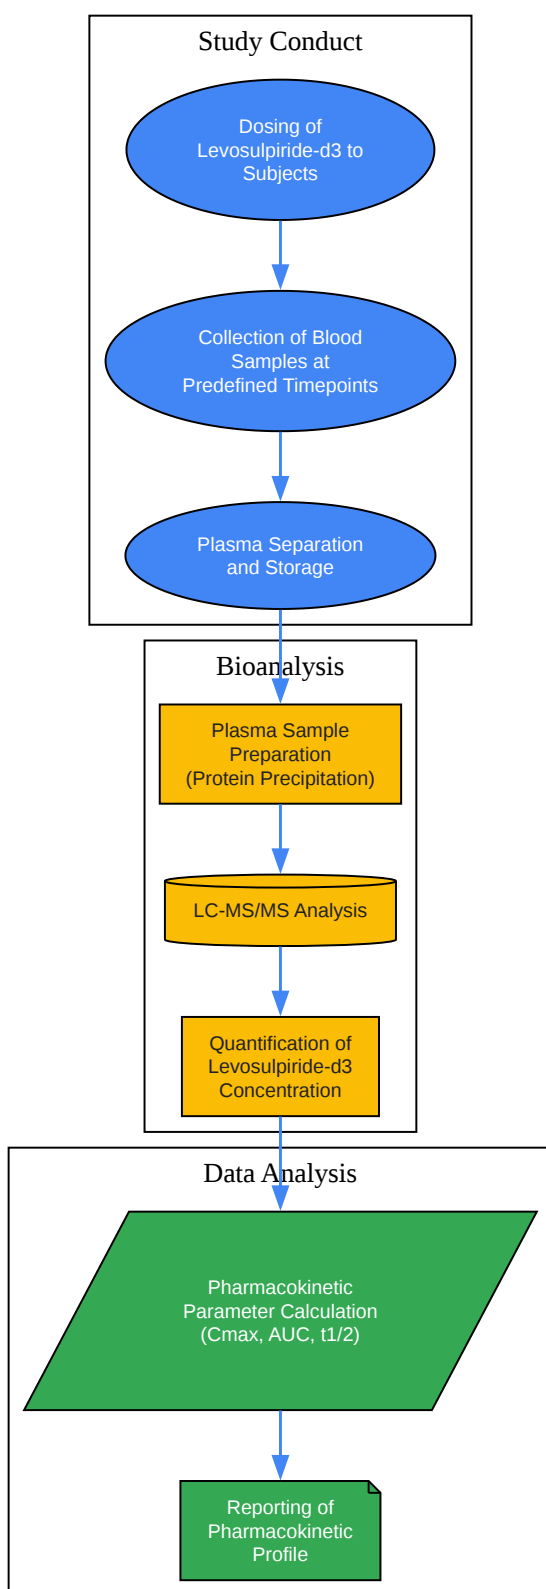 Study Conduct
Dosing of
Levosulpiride-d3 to
Subjects
Collection of Blood
Samples at
Predefined Timepoints
Plasma Separation
and Storage
Bioanalysis
Plasma Sample
Preparation
(Protein Precipitation)
LC-MS/MS Analysis
Quantification of
Levosulpiride-d3
Concentration
Data Analysis
Pharmacokinetic
Parameter Calculation
(Cmax, AUC, t1/2)
Reporting of
Pharmacokinetic
Profile